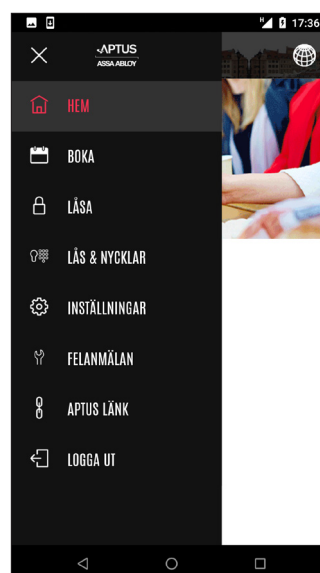 H
17:36
·APTUS
ASSA ABLOY
HEM
BOKA
LÅSA
LÅS & NYCKLAR
INSTÄLLNINGAR
FELANMÄLAN
APTUS LÄNK
LOGGA UT